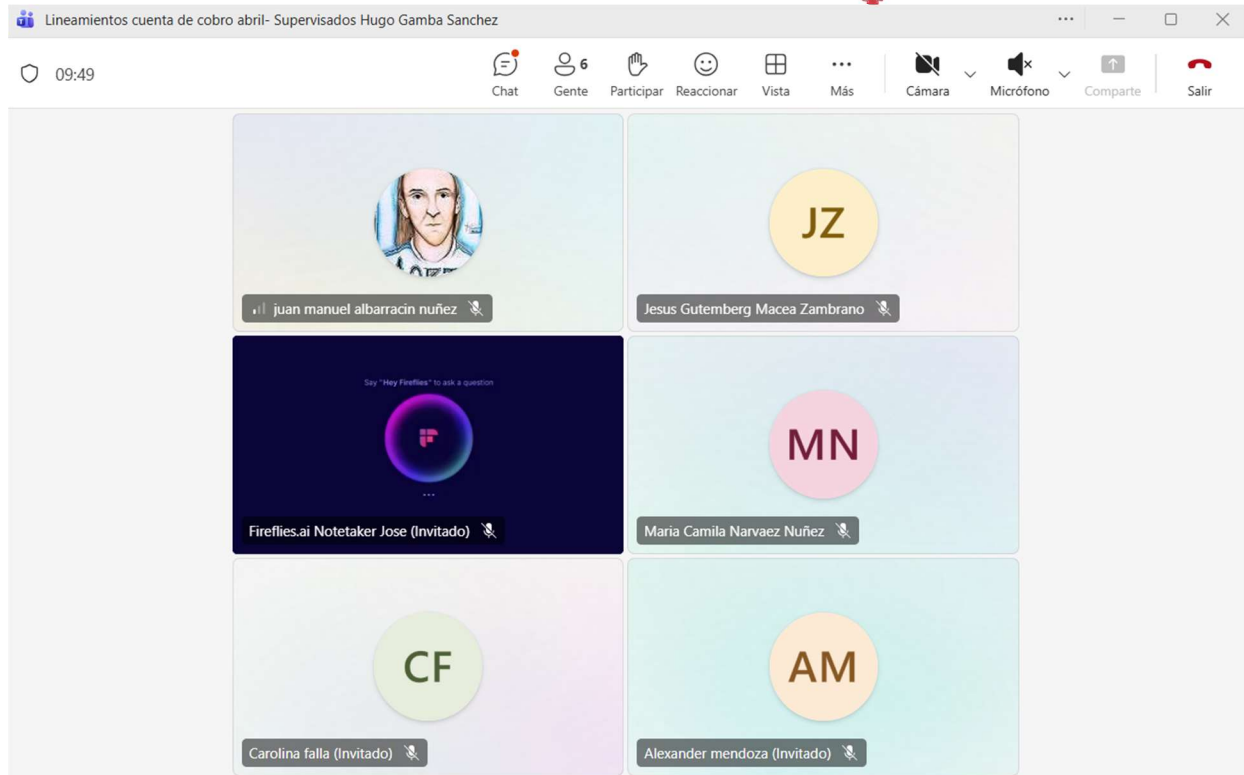 Lineamientos cuenta de cobro abril- Supervisados Hugo Gamba Sanchez
09:49
6
Chat Gente Participar Reaccionar Vista Más Cámara Micrófono Comparte Salir
JZ
juan manuel albarracin nuñez
Jesus Gutemberg Macea Zambrano
Say "Hey Fireflies" to ask a question
MN
Fireflies.ai Notetaker Jose (Invitado)
Maria Camila Narvaez Nuñez
CF
AM
Carolina falla (Invitado)
Alexander mendoza (Invitado)